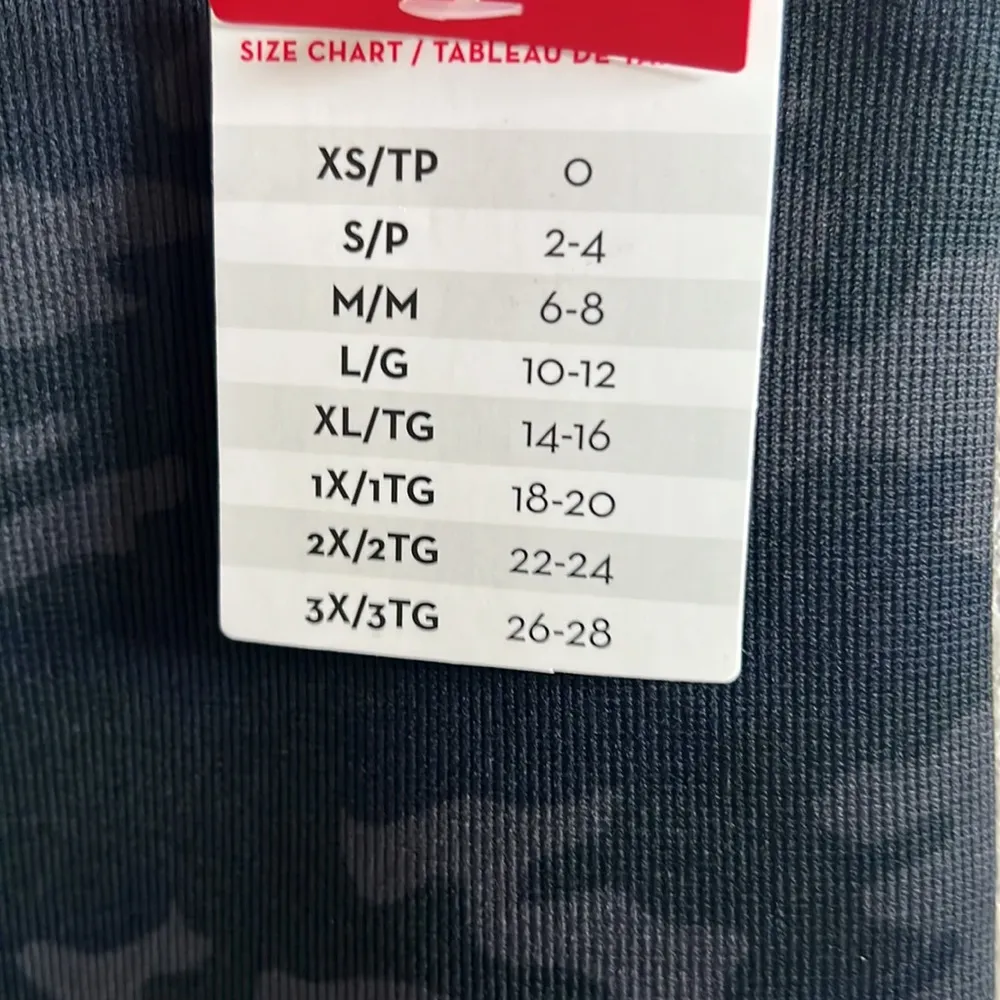 SIZE CHART / TABLEAU DE
XS/TP 0
S/P 2-4
M/M 6-8
L/G 10-12
XL/TG 14-16
1X/1TG 18-20
2X/2TG 22-24
3X/3TG 26-28